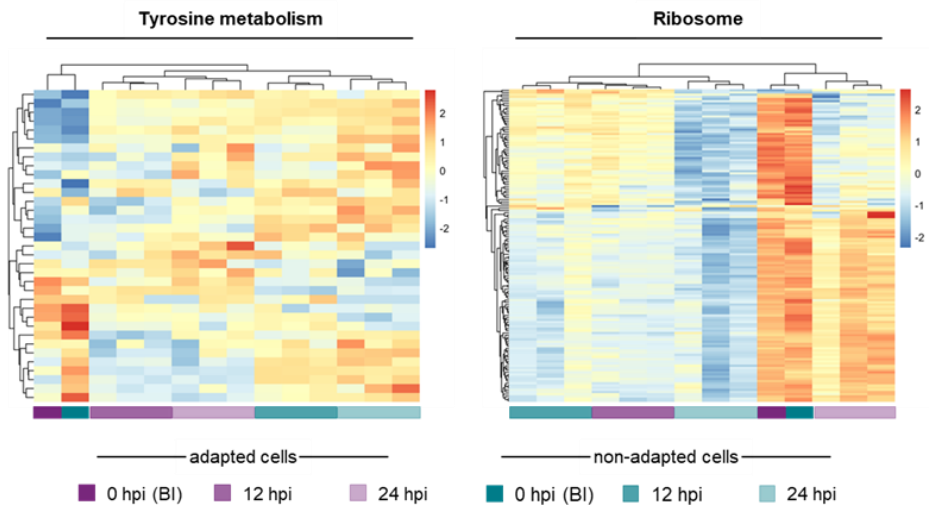 Tyrosine metabolism
Ribosome
2
1
0
-1
-2
2
1
0
-1
-2
adapted cells
non-adapted cells
0 hpi (BI)
12 hpi
24 hpi
0 hpi (BI)
12 hpi
24 hpi